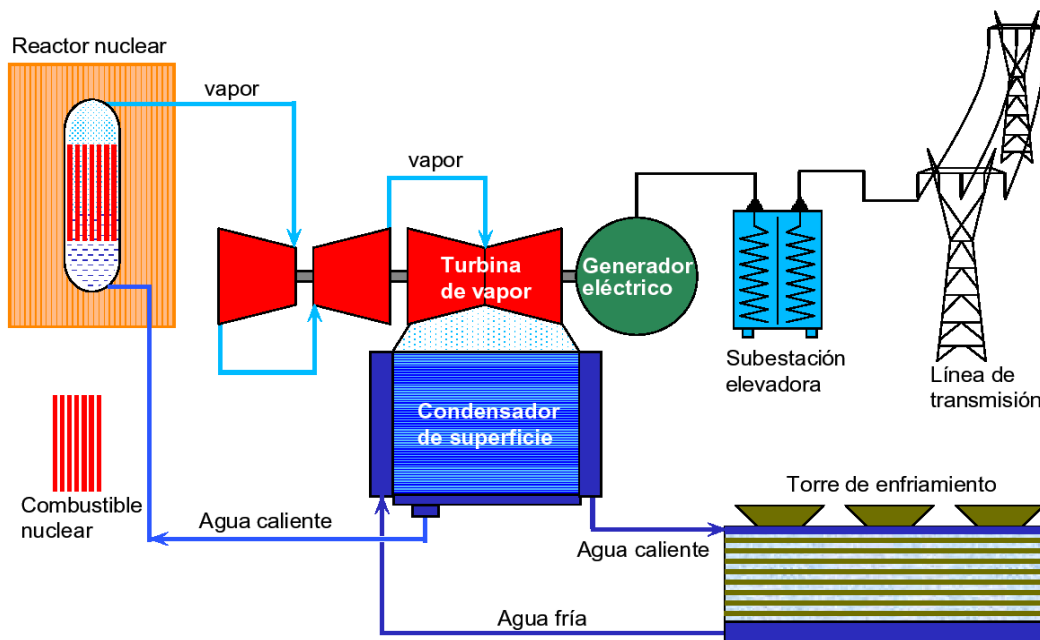 Reactor nuclear
vapor
vapor
Turbina
de vapor
Generador
eléctrico
Subestación
elevadora
Línea de
transmisión
Condensador
de superficie
Combustible
nuclear
Agua caliente
Agua caliente
Torre de enfriamiento
Agua fría